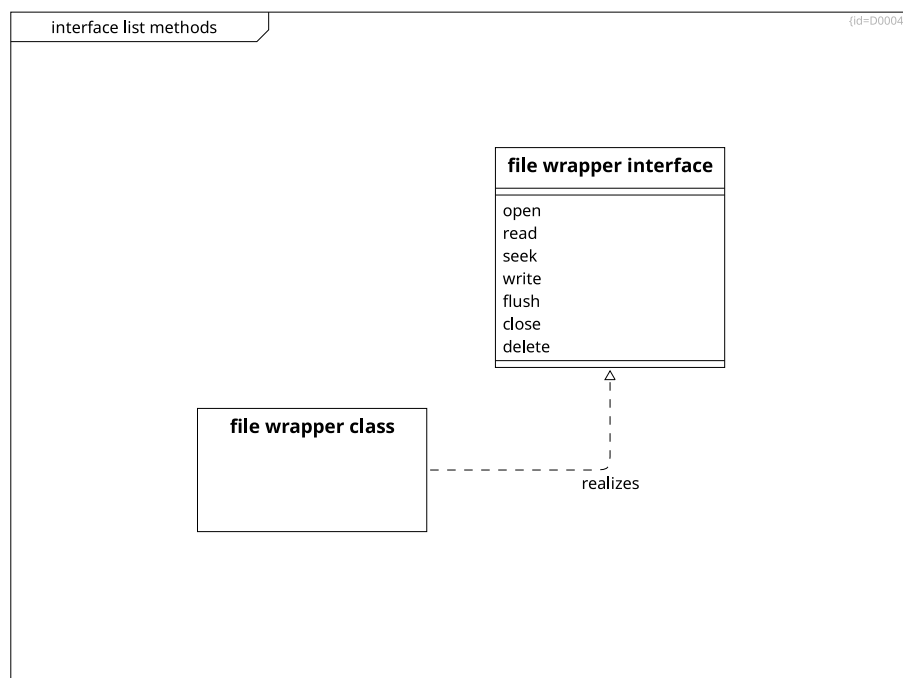 interface list methods
{id=D0004
file wrapper interface
open
read
seek
write
flush
close
delete
file wrapper class
realizes